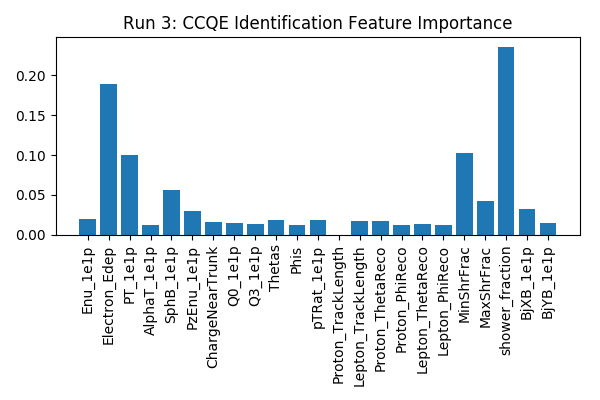 Run 3: CCQE Identification Feature Importance
0.20
0.15
0.10
0.05
0.00
Enu_1e1p
Electron_Edep
PT_1e1p
AlphaT_1e1p
SphB_1e1p
PzEnu_1e1p
ChargeNearTrunk
Q0_1e1p
Q3_1e1p
Thetas
Phis
pTRat_1e1p
Proton_TrackLength
Lepton_TrackLength
Proton_ThetaReco
Proton_PhiReco
Lepton_ThetaReco
Lepton_PhiReco
MinShrFrac
MaxShrFrac
shower_fraction
BjXB_1e1p
BjYB_1e1p